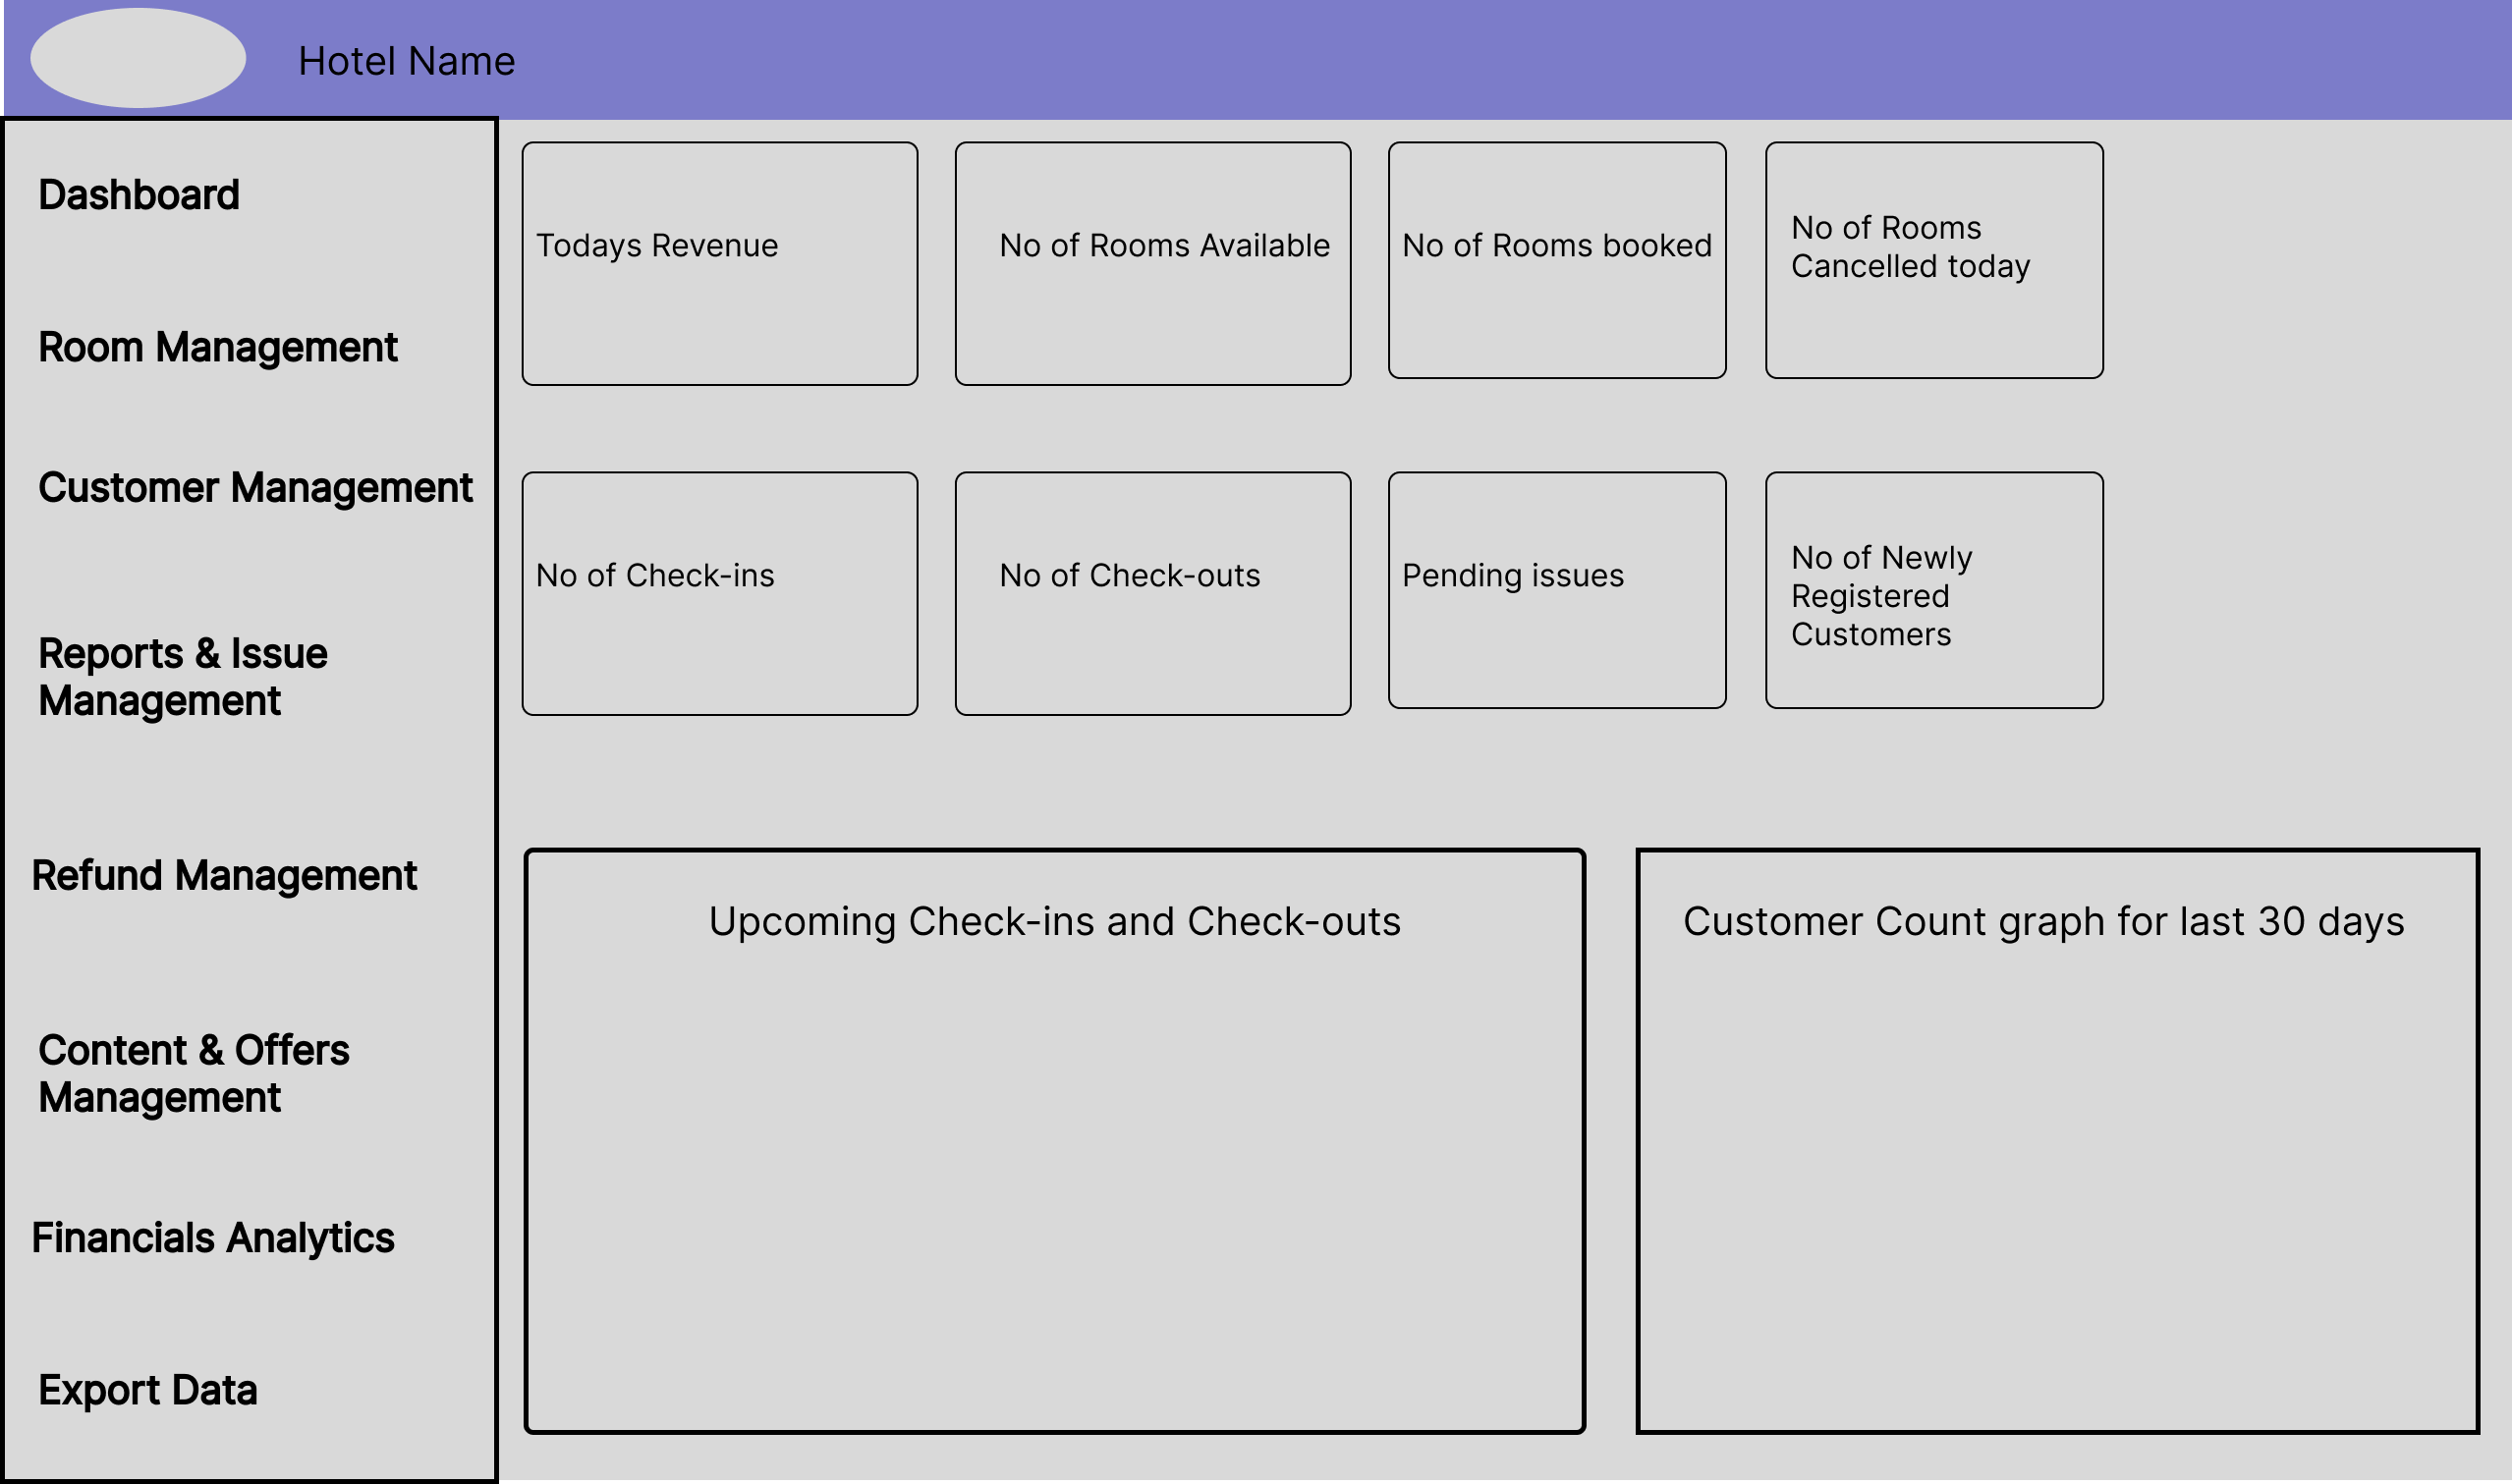 Hotel Name
Dashboard
Room Management
Customer Management
Reports & Issue
Management
Refund Management
Content & Offers
Management
Financials Analytics
Export Data
Todays Revenue
No of Rooms Available
No of Rooms booked
No of Rooms
Cancelled today
No of Check-ins
No of Check-outs
Pending issues
No of Newly
Registered
Customers
Upcoming Check-ins and Check-outs
Customer Count graph for last 30 days